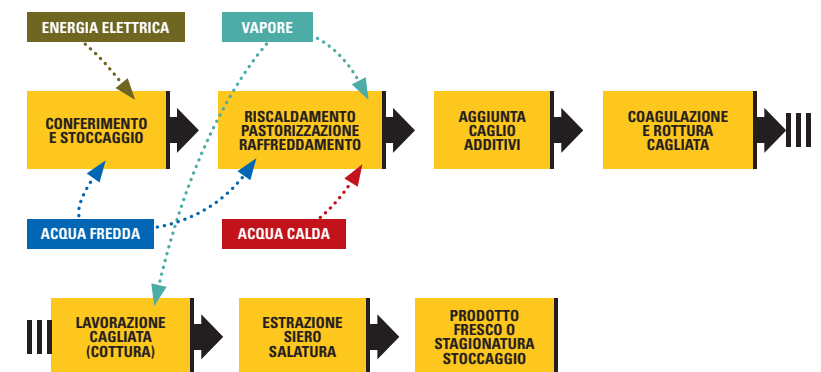 ENERGIA ELETTRICA
VAPORE
CONFERIMENTO
E STOCCAGGIO
RISCALDAMENTO
PASTORIZZAZIONE
RAFFREDDAMENTO
AGGIUNTA
CAGLIO
ADDITIVI
COAGULAZIONE
E ROTTURA
CAGLIATA
ACQUA FREDDA
ACQUA CALDA
LAVORAZIONE
CAGLIATA
(COTTURA)
ESTRAZIONE
SIERO
SALATURA
PRODOTTO
FRESCO O
STAGIONATURA
STOCCAGGIO